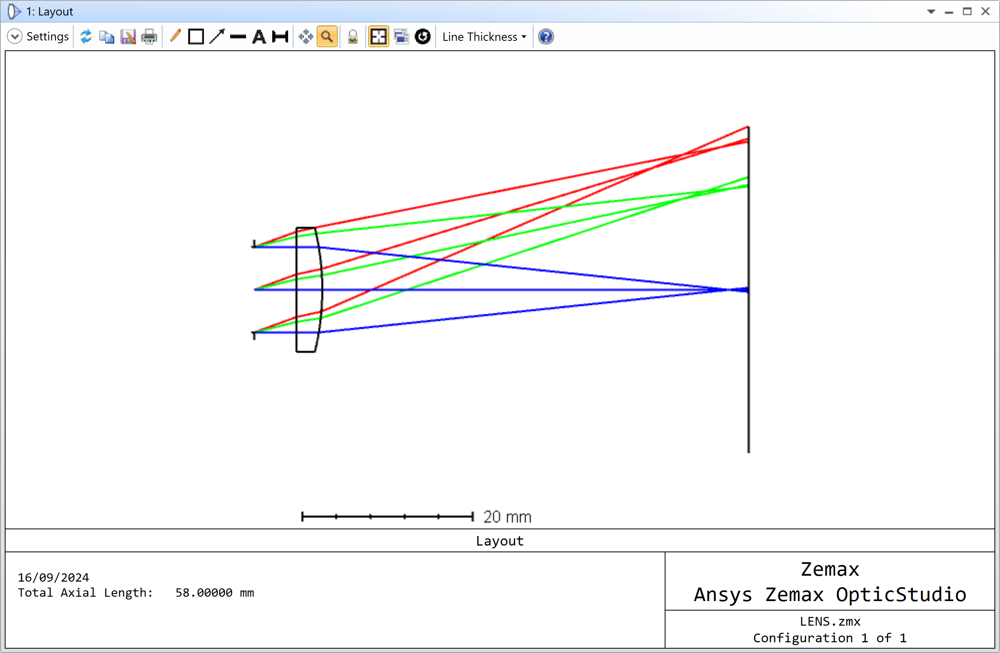 1: Layout
Settings
A
Line Thickness
?
20 mm
Layout
16/09/2024
Total Axial Length: 58.00000 mm
Zemax
Ansys Zemax OpticStudio
LENS.zmx
Configuration 1 of 1